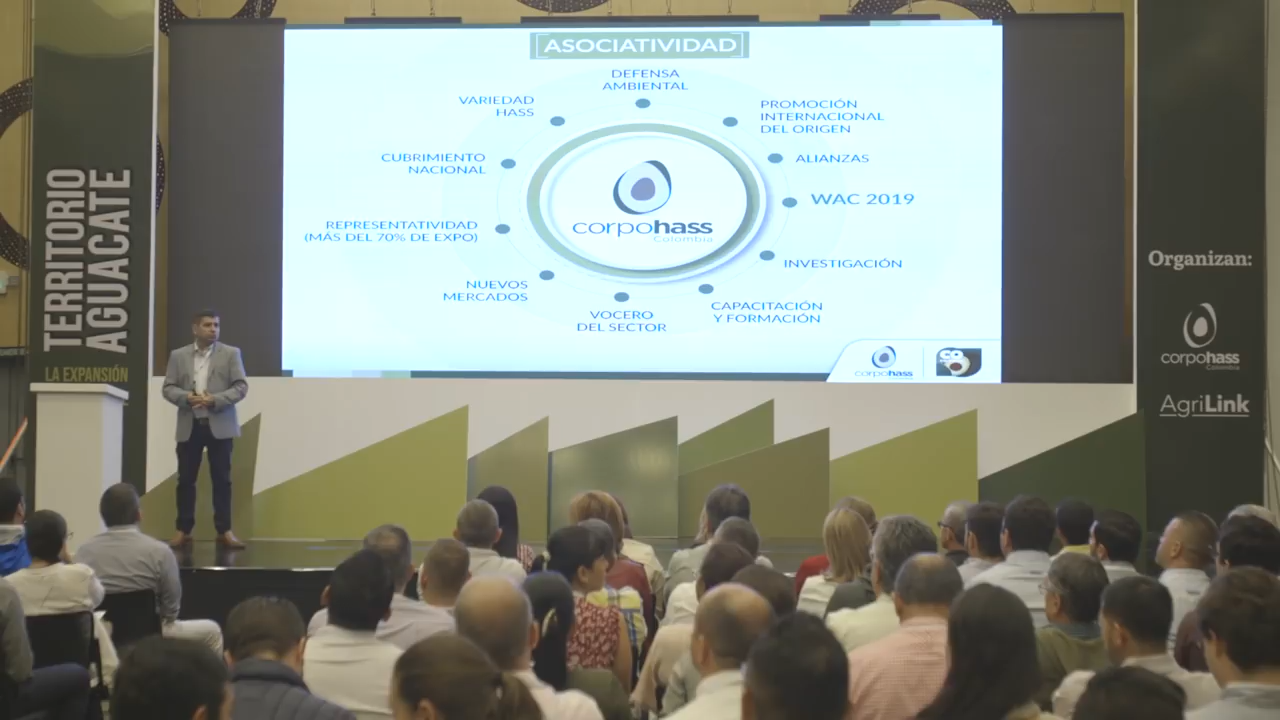 TERRITORIO
AGUACATE
LA EXPANSIÓN
ASOCIATIVIDAD
DEFENSA
AMBIENTAL
VARIEDAD
HASS
PROMOCIÓN
INTERNACIONAL
DEL ORIGEN
CUBRIMIENTO
NACIONAL
ALIANZAS
WAC 2019
REPRESENTATIVIDAD
(MÁS DEL 70% DE EXPO)
INVESTIGACIÓN
NUEVOS
MERCADOS
VOCERO
DEL SECTOR
CAPACITACIÓN
Y FORMACIÓN
corpohass
Colombia
corpohass
Organizan:
corpohass
Colombia
AgriLink